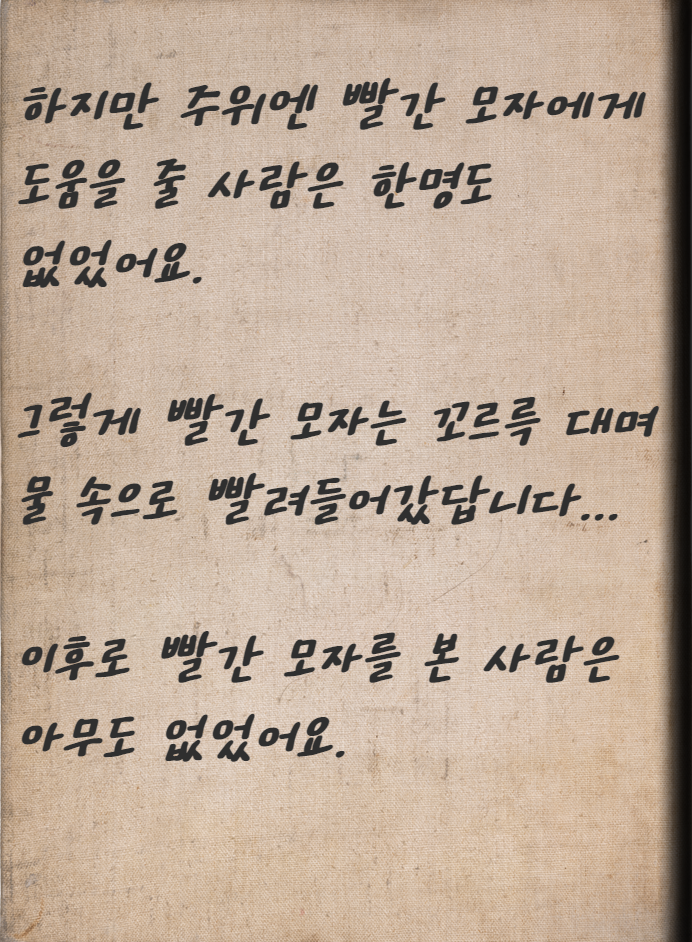 하지만 주위엔 빨간 모자에게
도움을 줄 사람은 한명도
없었어요.
그렇게 빨간 모자는 꼬르륵 대며
물 속으로 빨려들어갔답니다...
이후로 빨간 모자를 본 사람은
아무도 없었어요.